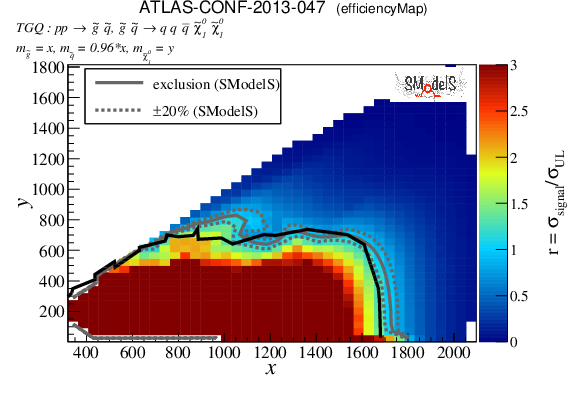 ATLAS-CONF-2013-047 (efficiencyMap)
TGQ : pp → g̃ q̃, g̃ q̃ → q q q̄ χ̃₁⁰ χ̃₁⁰
m_g̃ = x, m_q̃ = 0.96*x, m_χ̃₁⁰ = y
exclusion (SModelS)
±20% (SModelS)
SModelS
1800
1600
1400
1200
1000
800
600
400
200
y
400 600 800 1000 1200 1400 1600 1800 2000
x
3
2.5
2
1.5
1
0.5
0
r = σ_signal/σ_UL